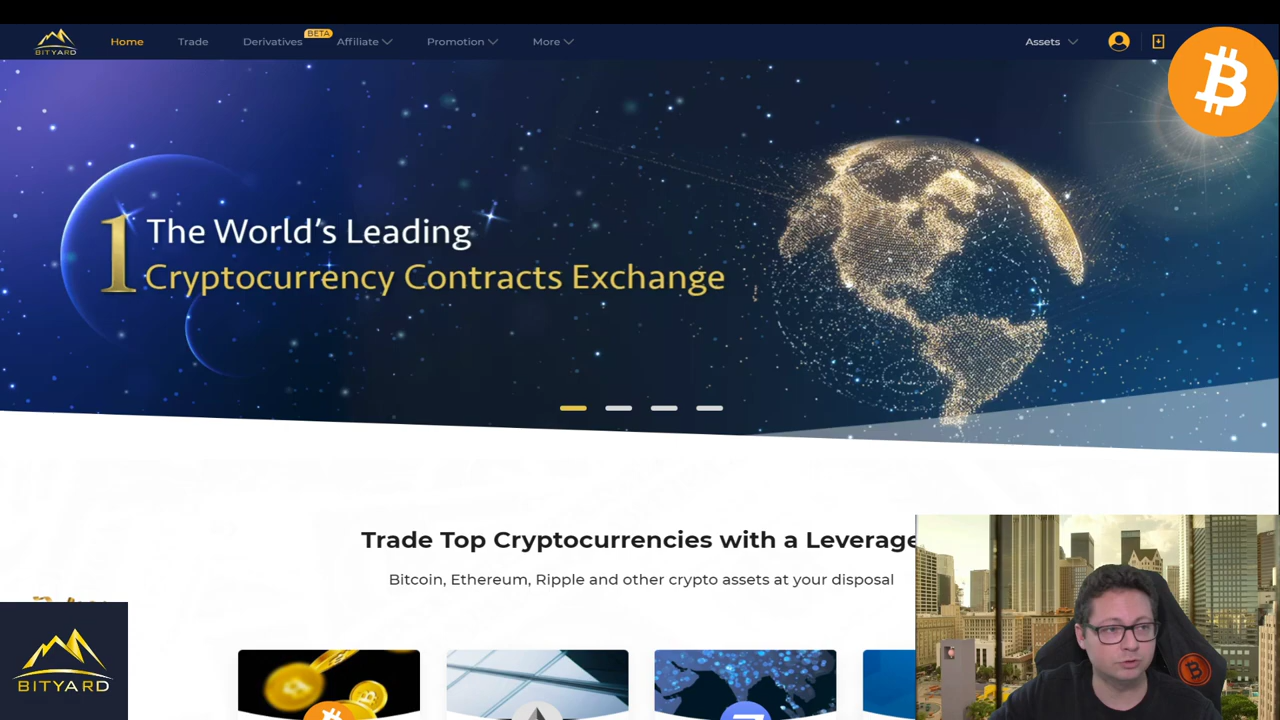 BITYARD
Home
Trade
Derivatives
BETA
Affiliate
Promotion
More
Assets
1
The World's Leading
Cryptocurrency Contracts Exchange
Trade Top Cryptocurrencies with a Leverage
Bitcoin, Ethereum, Ripple and other crypto assets at your disposal
BITYARD